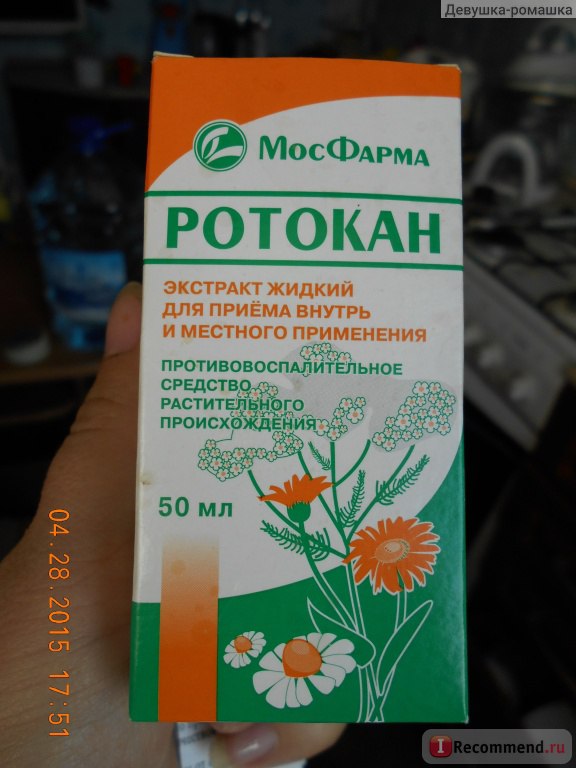 Девушка-ромашка
МосФарма
РОТОКАН
ЭКСТРАКТ ЖИДКИЙ
ДЛЯ ПРИЁМА ВНУТРЬ
И МЕСТНОГО ПРИМЕНЕНИЯ
ПРОТИВОВОСПАЛИТЕЛЬНОЕ
СРЕДСТВО
РАСТИТЕЛЬНОГО
ПРОИСХОЖДЕНИЯ
50 мл
04.28.2015 17:51
IRecommend.ru